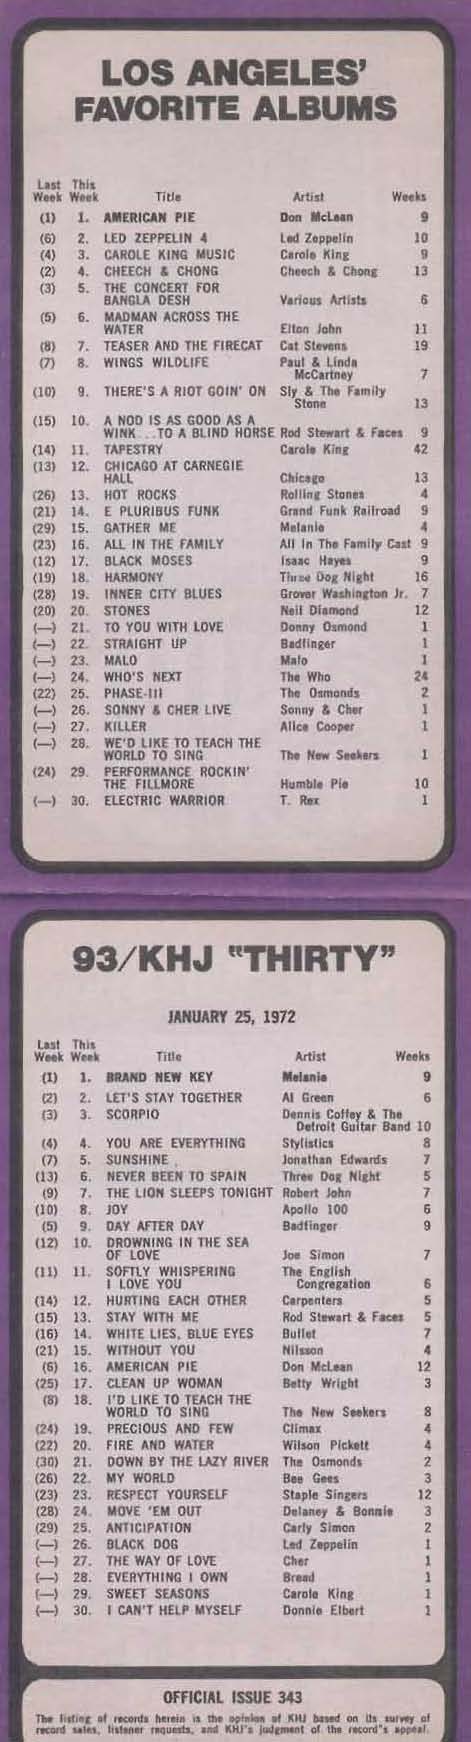 LOS ANGELES'
FAVORITE ALBUMS
Last This
Week Week Title Artist Weeks
(1) 1. AMERICAN PIE Don McLean 9
(6) 2. LED ZEPPELIN 4 Led Zeppelin 10
(4) 3. CAROLE KING MUSIC Carole King 9
(2) 4. CHEECH & CHONG Cheech & Chong 13
(3) 5. THE CONCERT FOR
BANGLA DESH Various Artists 6
(5) 6. MADMAN ACROSS THE
WATER Elton John 11
(8) 7. TEASER AND THE FIRECAT Cat Stevens 19
(7) 8. WINGS WILDLIFE Paul & Linda
McCartney 7
(10) 9. THERE'S A RIOT GOIN' ON Sly & The Family
Stone 13
(15) 10. A NOD IS AS GOOD AS A
WINK...TO A BLIND HORSE Rod Stewart & Faces 9
(14) 11. TAPESTRY Carole King 42
(13) 12. CHICAGO AT CARNEGIE
HALL Chicago 13
(26) 13. HOT ROCKS Rolling Stones 4
(21) 14. E PLURIBUS FUNK Grand Funk Railroad 9
(29) 15. GATHER ME Melanie 4
(23) 16. ALL IN THE FAMILY All In The Family Cast 9
(12) 17. BLACK MOSES Isaac Hayes 9
(19) 18. HARMONY Three Dog Night 16
(28) 19. INNER CITY BLUES Grover Washington Jr. 7
(20) 20. STONES Neil Diamond 12
(—) 21. TO YOU WITH LOVE Donny Osmond 1
(—) 22. STRAIGHT UP Badfinger 1
(—) 23. MALO Malo 1
(—) 24. WHO'S NEXT The Who 24
(22) 25. PHASE-III The Osmonds 2
(—) 26. SONNY & CHER LIVE Sonny & Cher 1
(—) 27. KILLER Alice Cooper 1
(—) 28. WE'D LIKE TO TEACH THE
WORLD TO SING The New Seekers 1
(24) 29. PERFORMANCE ROCKIN'
THE FILLMORE Humble Pie 10
(—) 30. ELECTRIC WARRIOR T. Rex 1
93/KHJ "THIRTY"
JANUARY 25, 1972
Last This
Week Week Title Artist Weeks
(1) 1. BRAND NEW KEY Melanie 9
(2) 2. LET'S STAY TOGETHER Al Green 6
(3) 3. SCORPIO Dennis Coffey & The
Detroit Guitar Band 10
(4) 4. YOU ARE EVERYTHING Stylistics 8
(7) 5. SUNSHINE Jonathan Edwards 7
(13) 6. NEVER BEEN TO SPAIN Three Dog Night 5
(9) 7. THE LION SLEEPS TONIGHT Robert John 7
(10) 8. JOY Apollo 100 6
(5) 9. DAY AFTER DAY Badfinger 9
(12) 10. DROWNING IN THE SEA
OF LOVE Joe Simon 7
(11) 11. SOFTLY WHISPERING The English
I LOVE YOU Congregation 6
(14) 12. HURTING EACH OTHER Carpenters 5
(15) 13. STAY WITH ME Rod Stewart & Faces 5
(16) 14. WHITE LIES, BLUE EYES Bullet 7
(21) 15. WITHOUT YOU Nilsson 4
(6) 16. AMERICAN PIE Don McLean 12
(25) 17. CLEAN UP WOMAN Betty Wright 3
(8) 18. I'D LIKE TO TEACH THE
WORLD TO SING The New Seekers 8
(24) 19. PRECIOUS AND FEW Climax 4
(22) 20. FIRE AND WATER Wilson Pickett 4
(30) 21. DOWN BY THE LAZY RIVER The Osmonds 2
(26) 22. MY WORLD Bee Gees 3
(23) 23. RESPECT YOURSELF Staple Singers 12
(28) 24. MOVE 'EM OUT Delaney & Bonnie 3
(29) 25. ANTICIPATION Carly Simon 2
(—) 26. BLACK DOG Led Zeppelin 1
(—) 27. THE WAY OF LOVE Cher 1
(—) 28. EVERYTHING I OWN Bread 1
(—) 29. SWEET SEASONS Carole King 1
(—) 30. I CAN'T HELP MYSELF Donnie Elbert 1
OFFICIAL ISSUE 343
The listing of records herein is the opinion of KHJ based on its survey of
record sales, listener requests, and KHJ's judgment of the record's appeal.